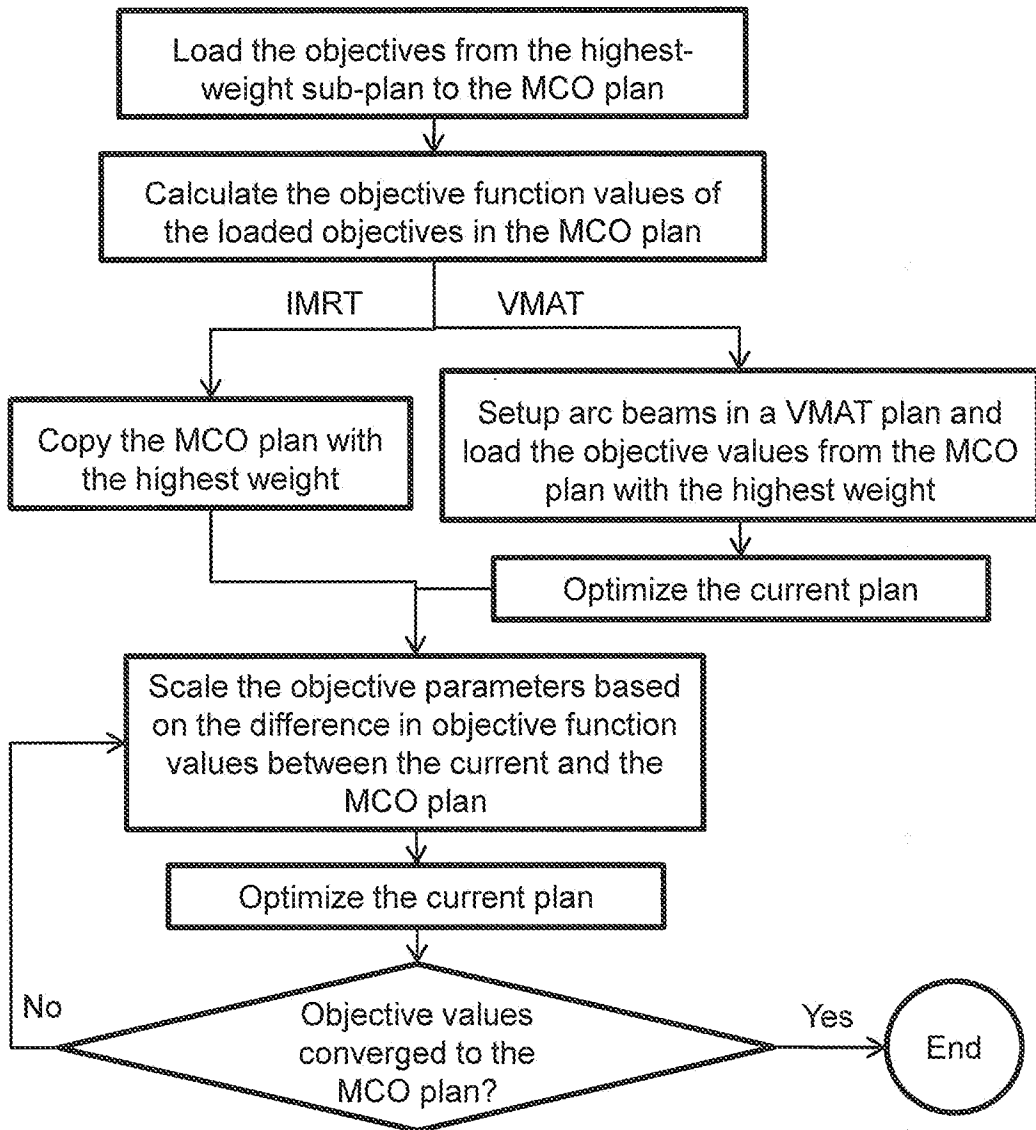 Load the objectives from the highest-
weight sub-plan to the MCO plan
Calculate the objective function values of
the loaded objectives in the MCO plan
IMRT
VMAT
Copy the MCO plan with
the highest weight
Setup arc beams in a VMAT plan and
load the objective values from the MCO
plan with the highest weight
Optimize the current plan
Scale the objective parameters based
on the difference in objective function
values between the current and the
MCO plan
Optimize the current plan
No
Objective values
converged to the
MCO plan?
Yes
End